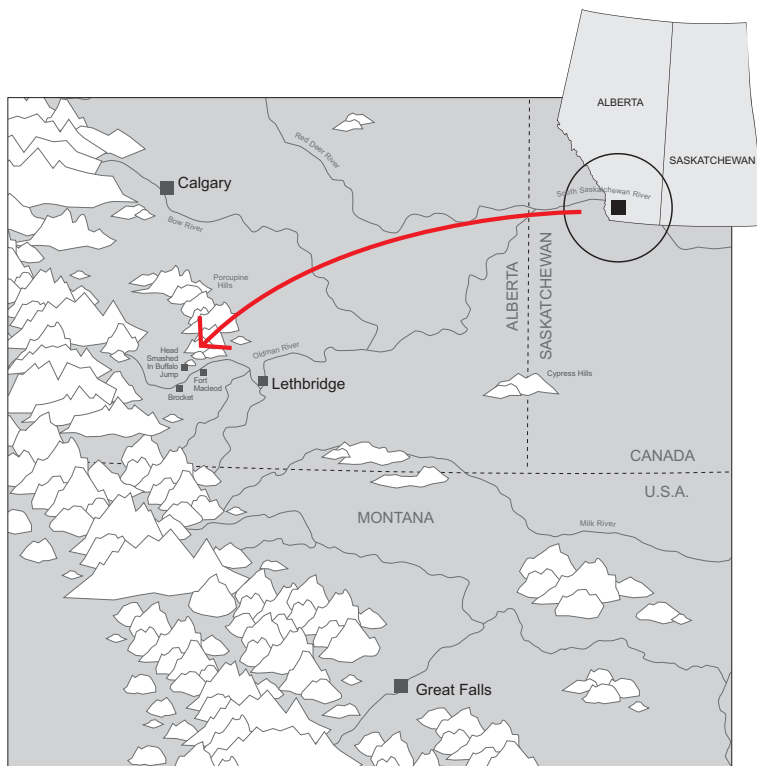 ALBERTA
SASKATCHEWAN
Red Deer River
Calgary
South Saskatchewan River
Bow River
Porcupine
Hills
ALBERTA
SASKATCHEWAN
Head
Smashed
In Buffalo
Jump
Oldman River
Fort
Macleod
Brocket
Lethbridge
Cypress Hills
CANADA
U.S.A.
MONTANA
Milk River
Great Falls